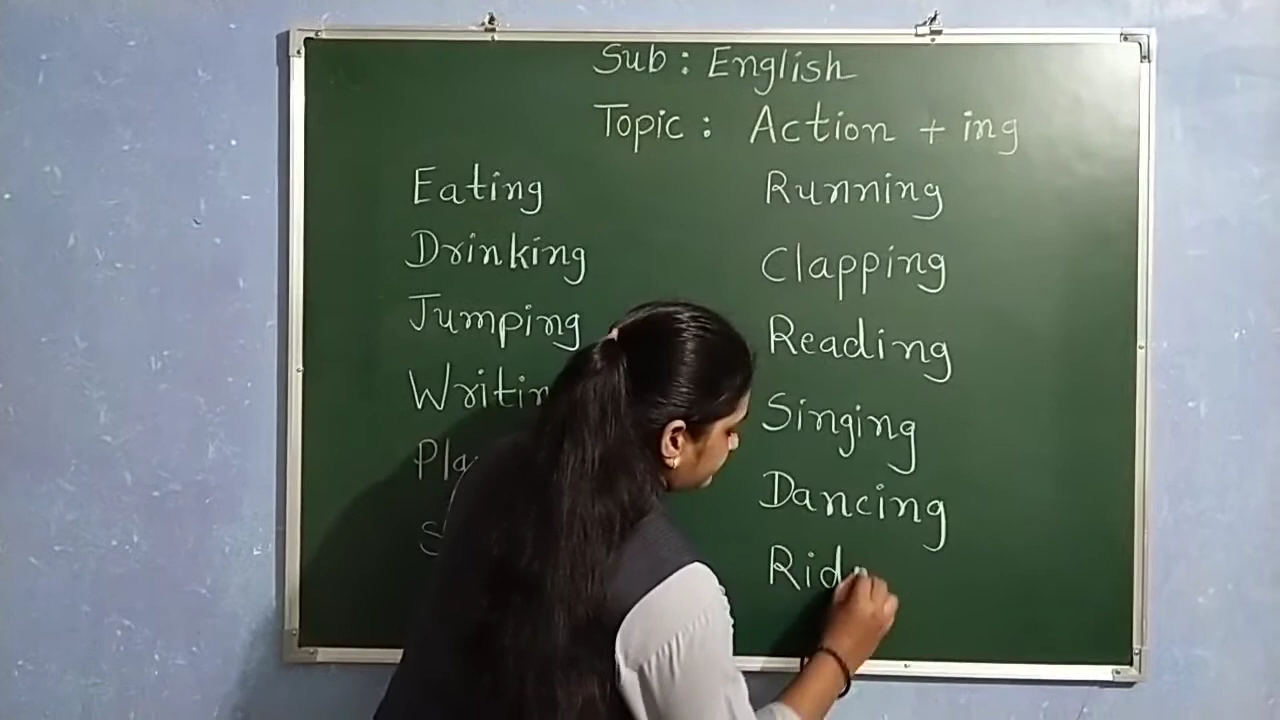 Sub : English
Topic : Action + ing
Eating
Drinking
Jumping
Running
Clapping
Reading
Singing
Dancing